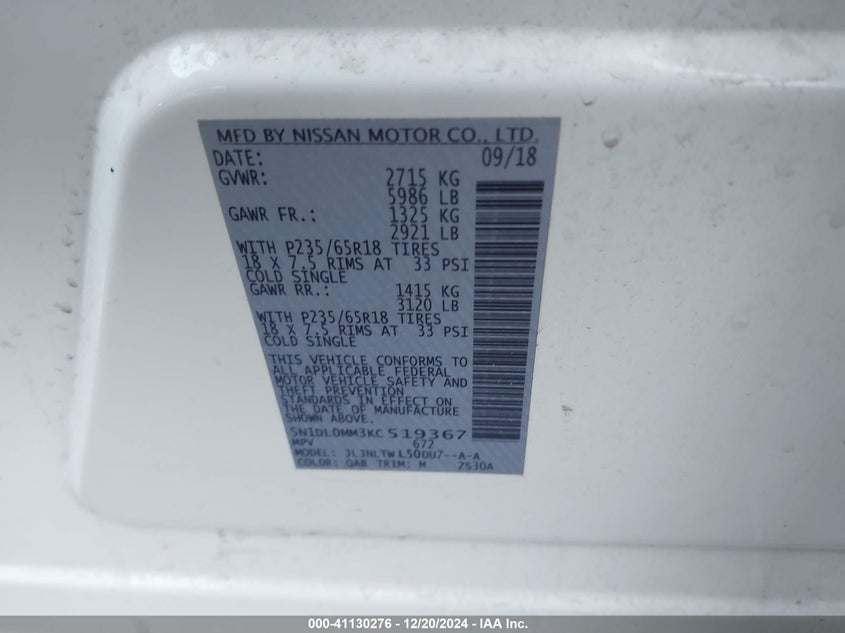 MFD BY NISSAN MOTOR CO., LTD.
DATE: 09/18
GVWR: 2715 KG
5986 LB
GAWR FR.: 1325 KG
2921 LB
WITH P235/65R18 TIRES
18 X 7.5 RIMS AT 33 PSI
COLD SINGLE
GAWR RR.: 1415 KG
3120 LB
WITH P235/65R18 TIRES
18 X 7.5 RIMS AT 33 PSI
COLD SINGLE
THIS VEHICLE CONFORMS TO
ALL APPLICABLE FEDERAL
MOTOR VEHICLE SAFETY AND
THEFT PREVENTION
STANDARDS IN EFFECT ON
THE DATE OF MANUFACTURE
SHOWN ABOVE.
5N1DL0MM3KC519367
MPV 672
MODEL: JLJNLTWL50DU7--A-A
COLOR: QAB TRIM: M ZS30A
000-41130276 - 12/20/2024 - IAA Inc.